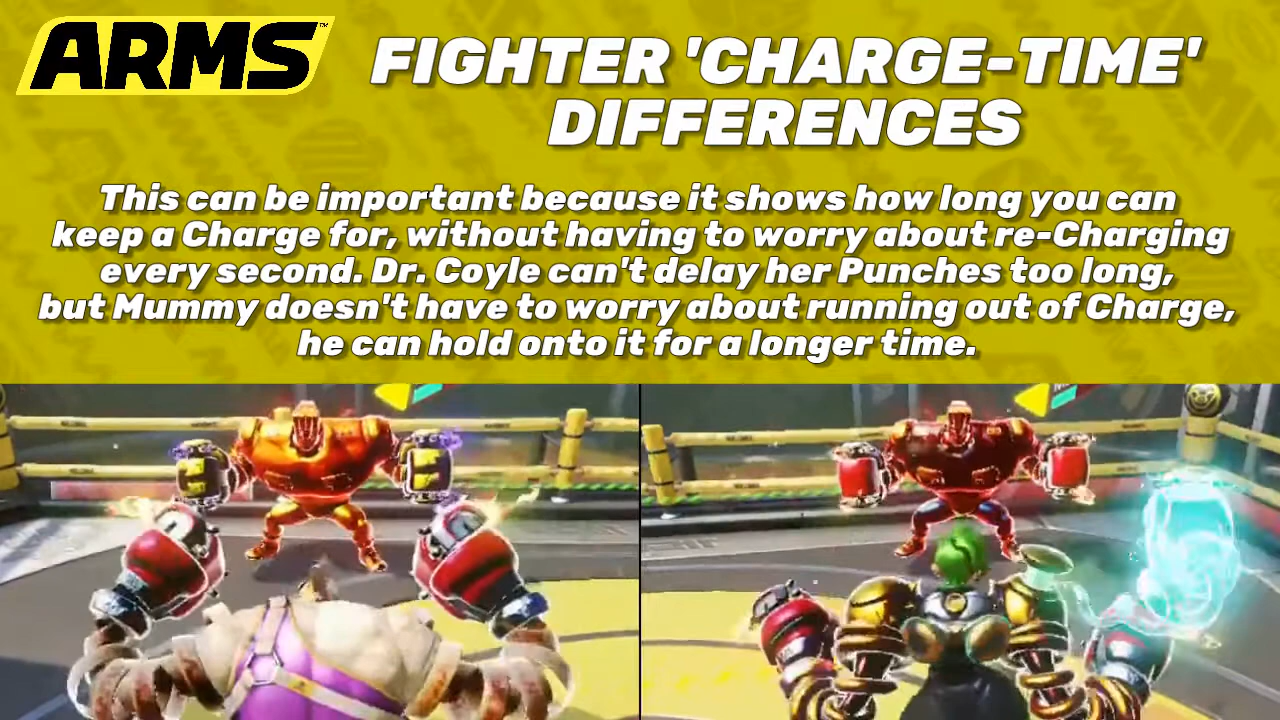 ARMS™
FIGHTER 'CHARGE-TIME'
DIFFERENCES
This can be important because it shows how long you can
keep a Charge for, without having to worry about re-Charging
every second. Dr. Coyle can't delay her Punches too long,
but Mummy doesn't have to worry about running out of Charge,
he can hold onto it for a longer time.